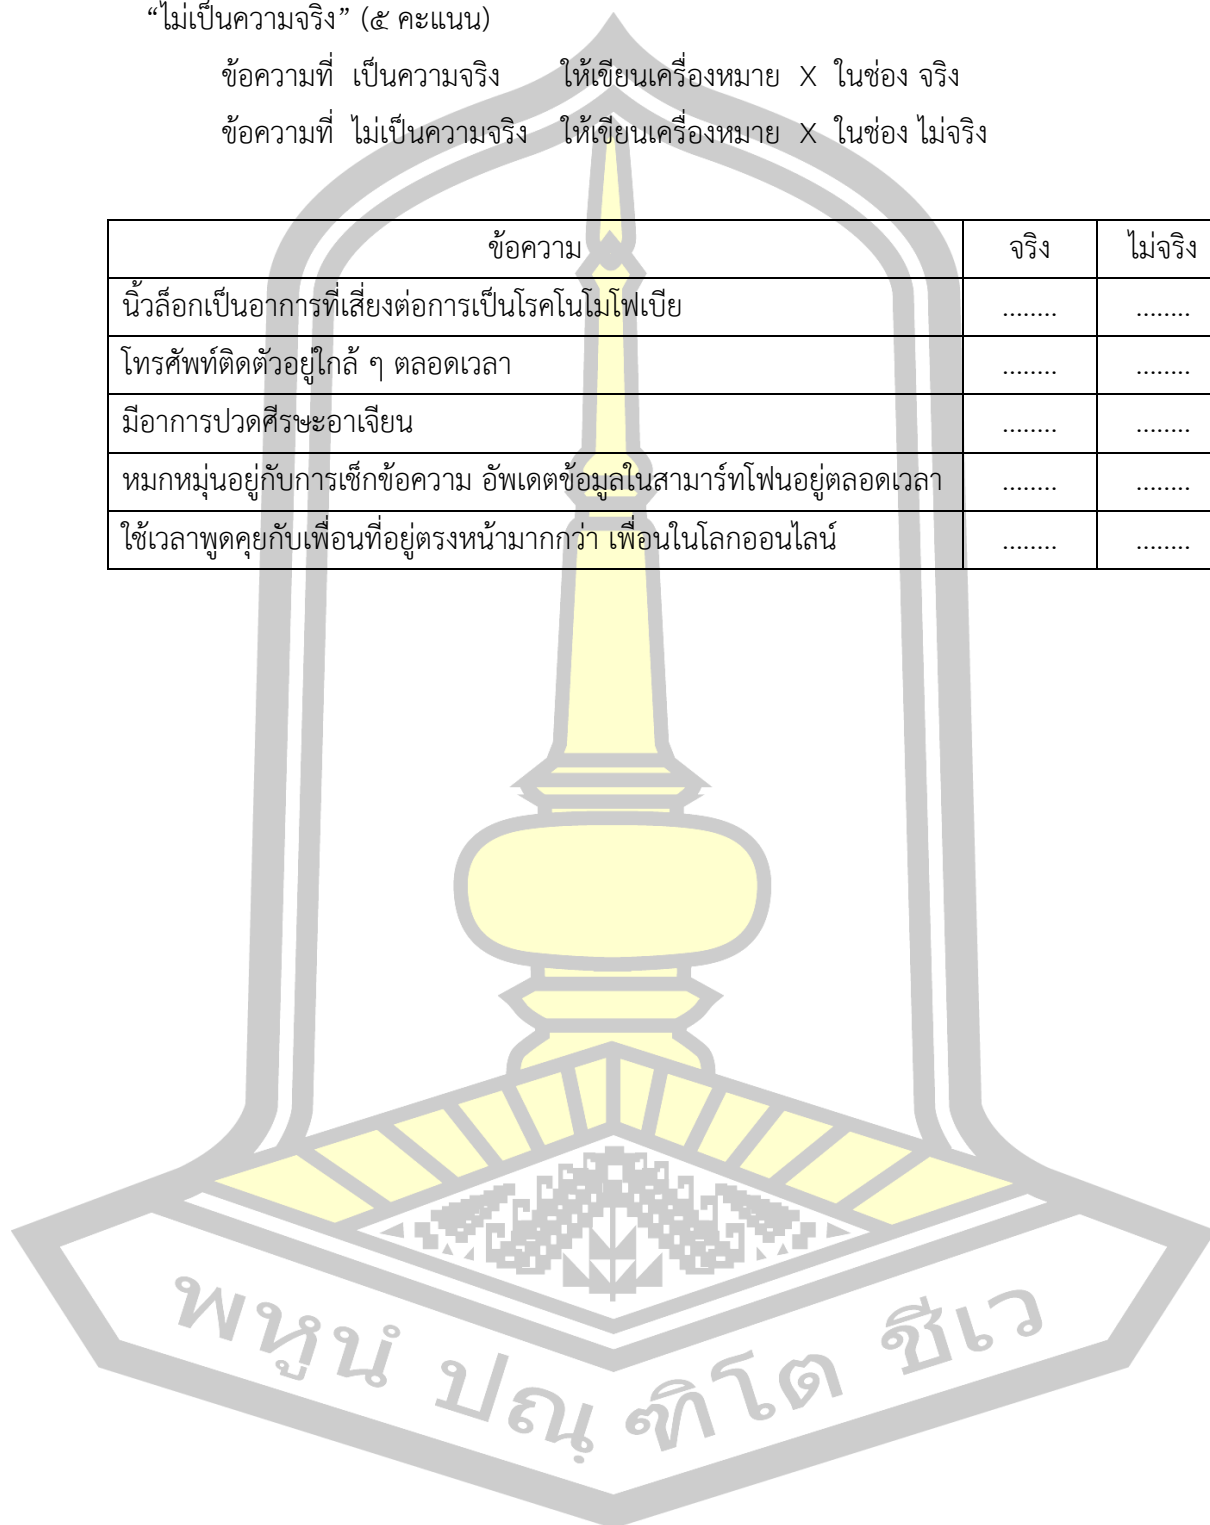 “ไม่เป็นความจริง” (๕ คะแนน)
ข้อความที่ เป็นความจริง ให้เขียนเครื่องหมาย X ในช่อง จริง
ข้อความที่ ไม่เป็นความจริง ให้เขียนเครื่องหมาย X ในช่อง ไม่จริง
ข้อความ จริง ไม่จริง
นิ้วล็อกเป็นอาการที่เสี่ยงต่อการเป็นโรคโนโมโฟเบีย ........ ........
โทรศัพท์ติดตัวอยู่ใกล้ ๆ ตลอดเวลา ........ ........
มีอาการปวดศีรษะอาเจียน ........ ........
หมกหมุ่นอยู่กับการเช็กข้อความ อัพเดตข้อมูลในสามาร์ทโฟนอยู่ตลอดเวลา ........ ........
ใช้เวลาพูดคุยกับเพื่อนที่อยู่ตรงหน้ามากกว่า เพื่อนในโลกออนไลน์ ........ ........
พหูนํ ปณฺฑิโต ชีเว